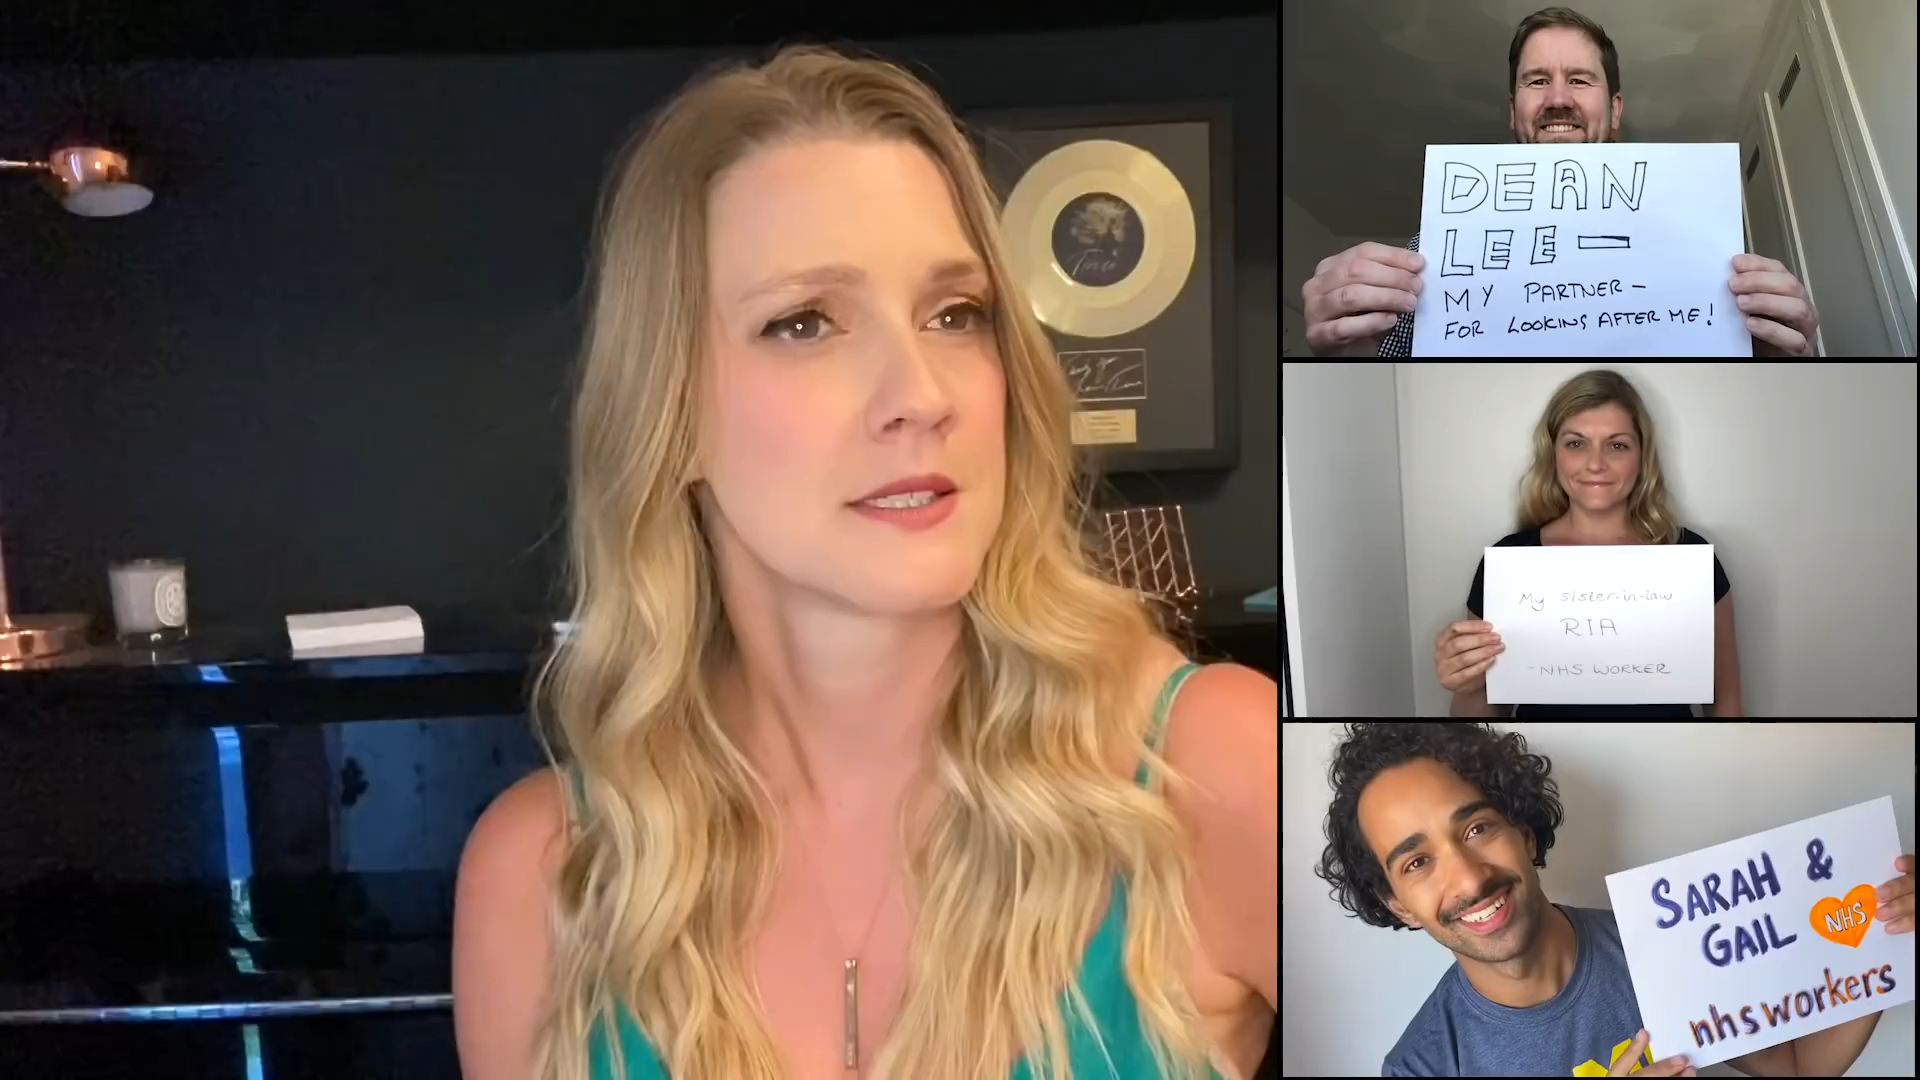 DEAN
LEE —
MY PARTNER -
FOR LOOKING AFTER ME!
My sister-in-law
RIA
- NHS WORKER
SARAH &
GAIL
NHS
nhs workers